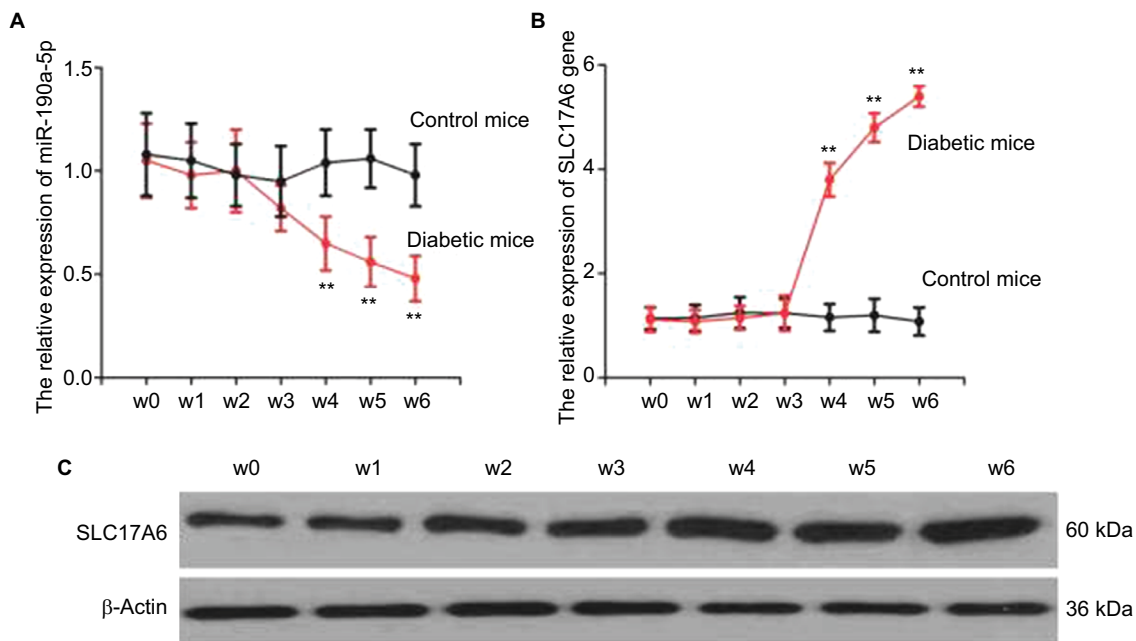 A
The relative expression of miR-190a-5p
1.5
1.0
0.5
0.0
Control mice
Diabetic mice
**
**
**
w0 w1 w2 w3 w4 w5 w6
B
The relative expression of SLC17A6 gene
6
4
2
0
**
**
**
Diabetic mice
Control mice
w0 w1 w2 w3 w4 w5 w6
C
w0 w1 w2 w3 w4 w5 w6
SLC17A6
60 kDa
β-Actin
36 kDa